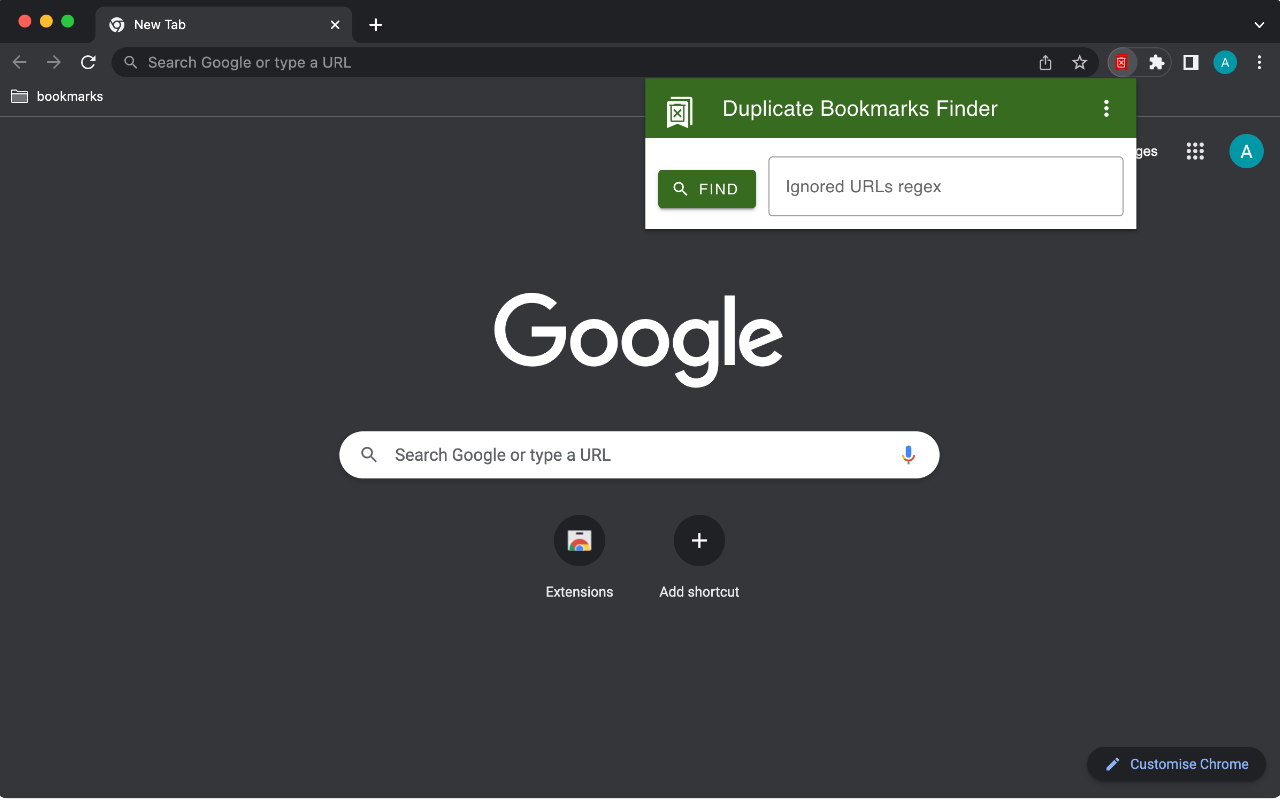 New Tab
Search Google or type a URL
A
bookmarks
Duplicate Bookmarks Finder
ges
A
FIND
Ignored URLs regex
Google
Search Google or type a URL
Extensions
Add shortcut
Customise Chrome